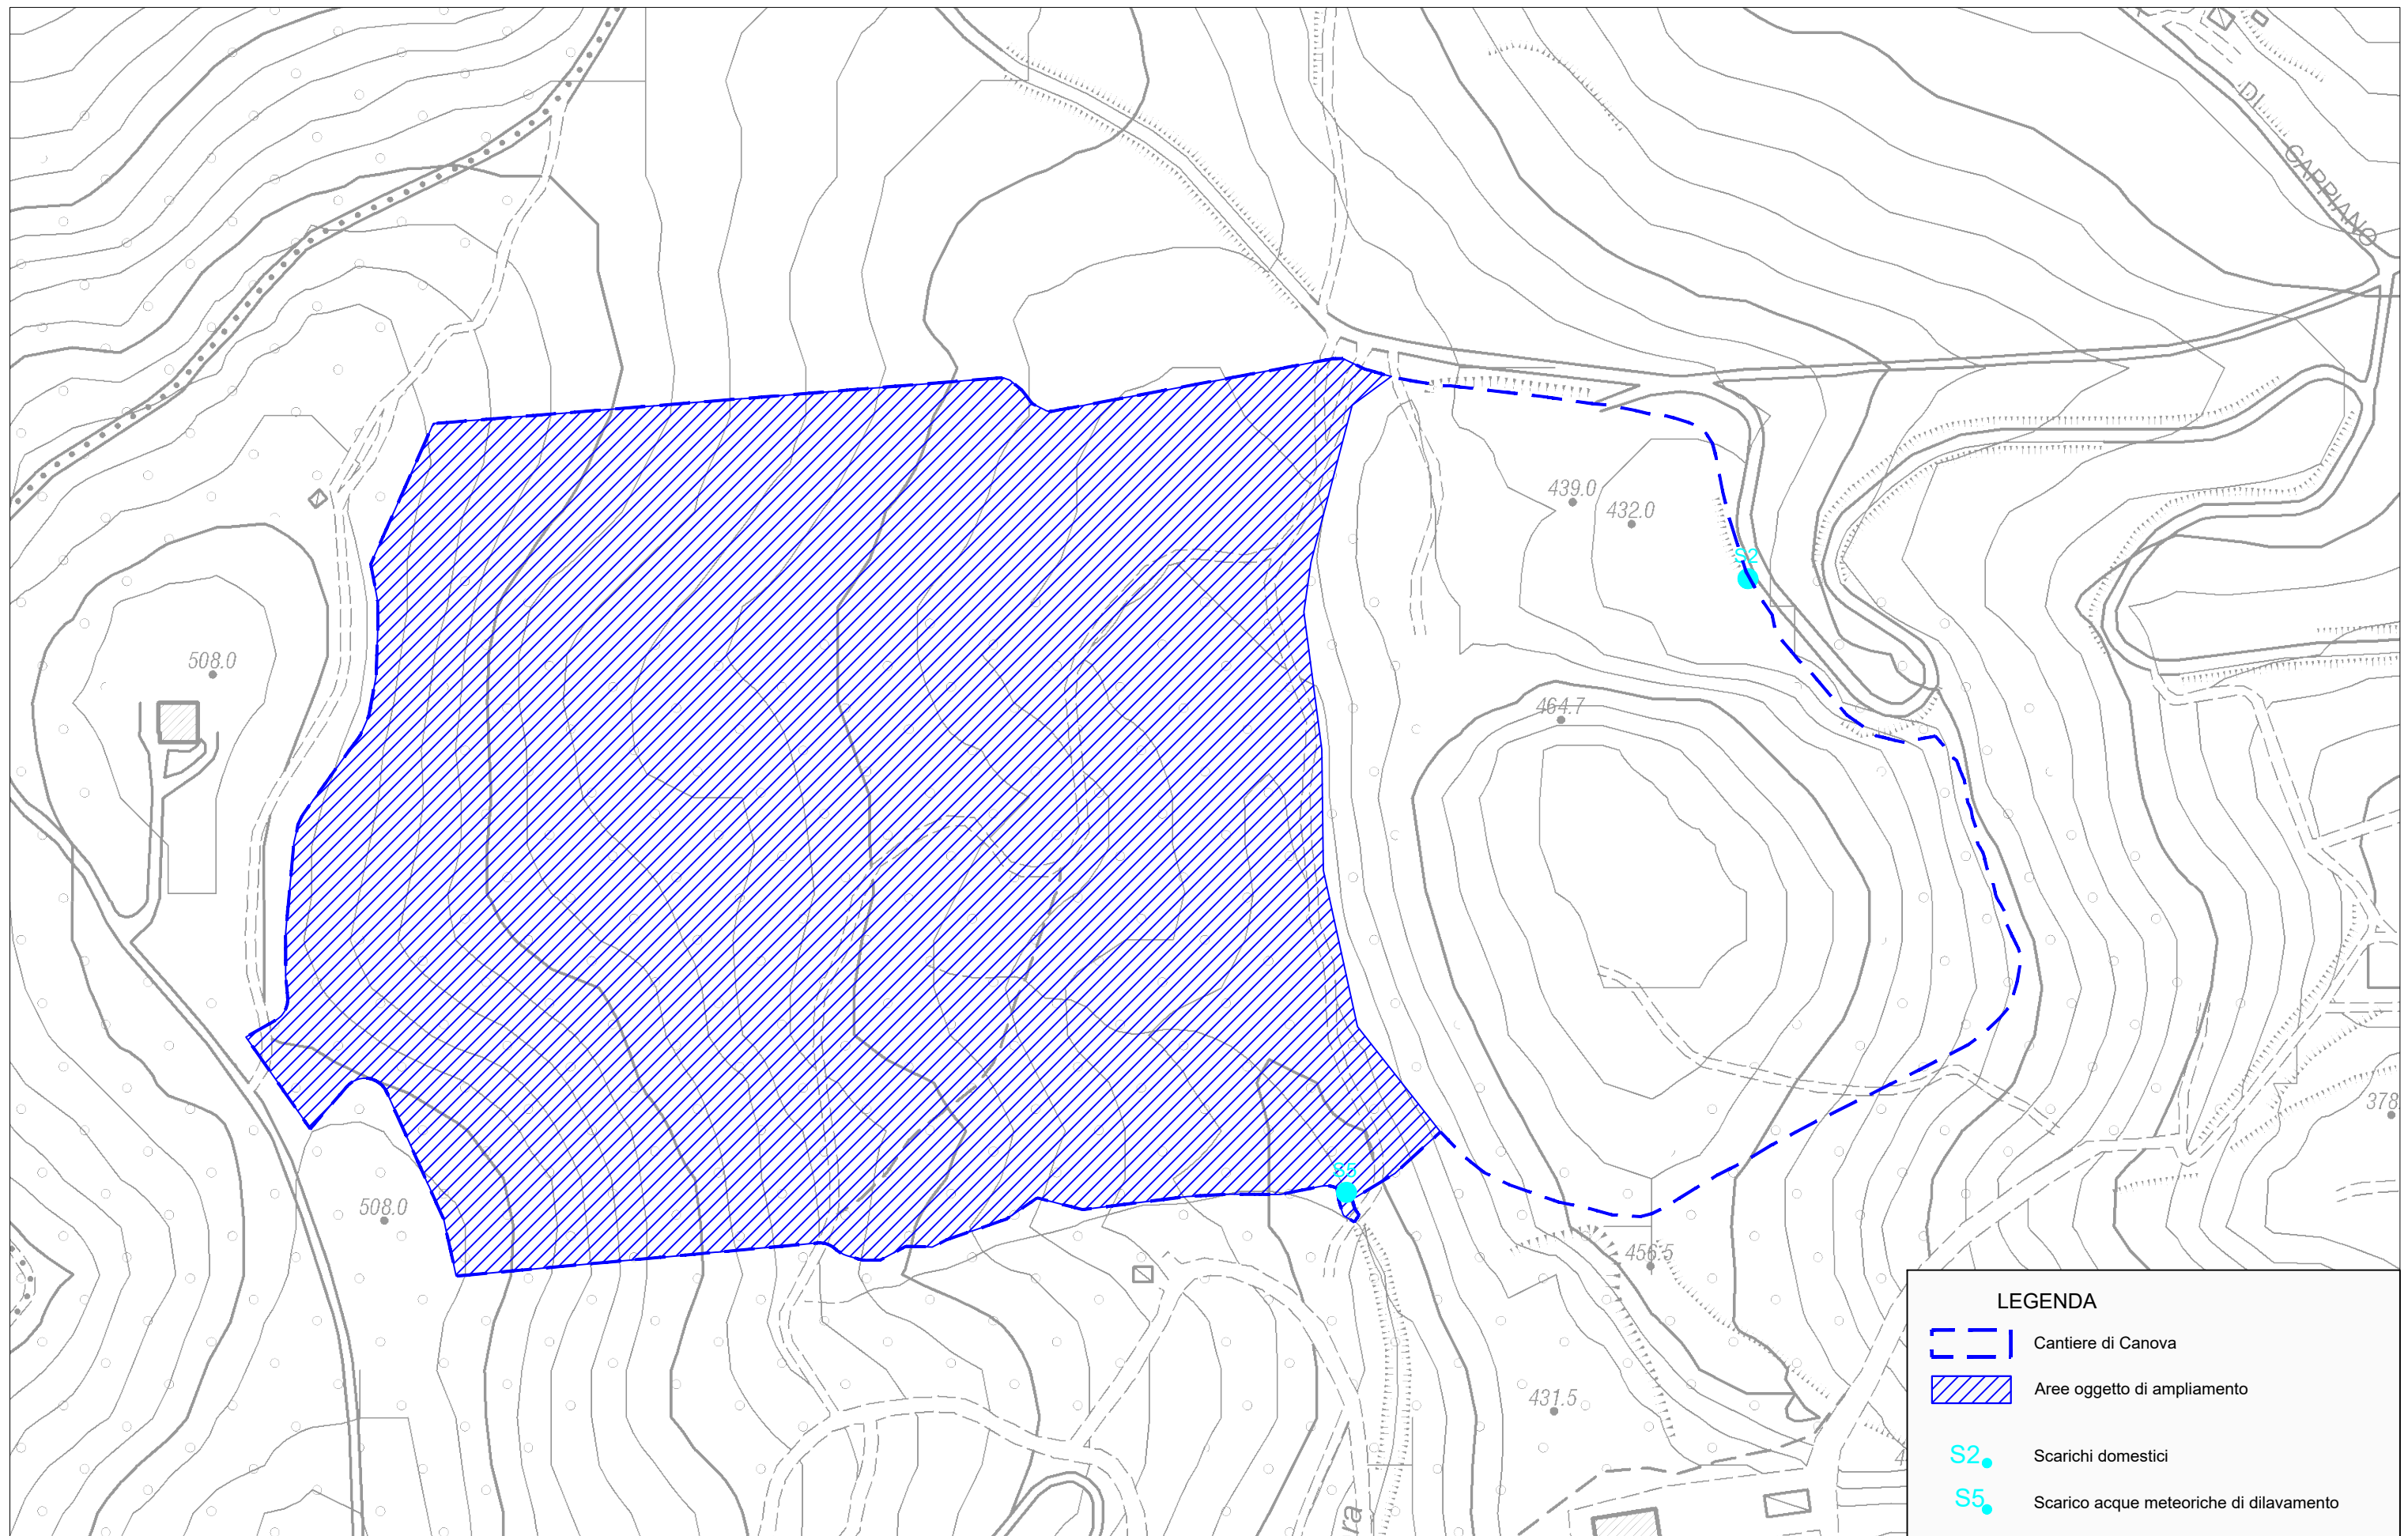 DI CARPIANO
439.0
432.0
S2
508.0
464.7
378
S5
508.0
456.5
431.5
ra
LEGENDA
Cantiere di Canova
Aree oggetto di ampliamento
S2 Scarichi domestici
S5 Scarico acque meteoriche di dilavamento